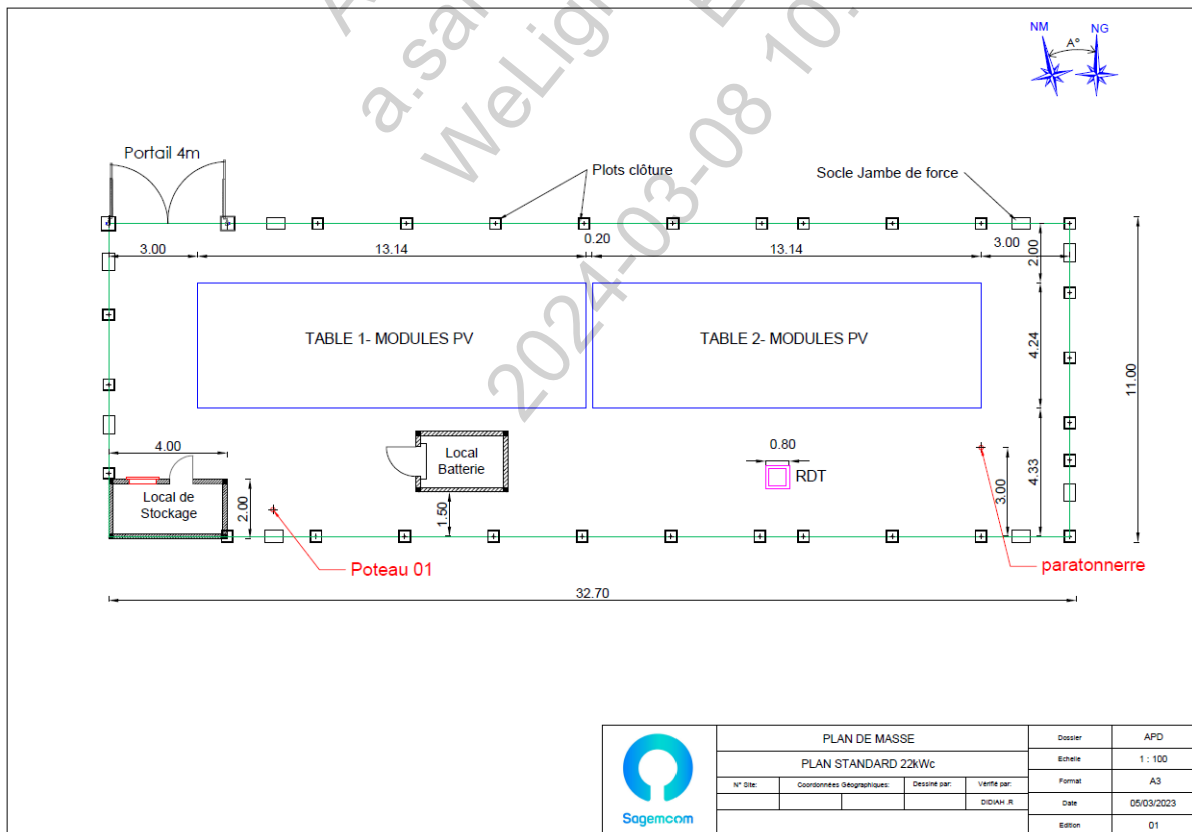 A
a.sar
WeLigh
E
2024-03-08 10.
NM
A°
NG
Portail 4m
Plots clôture
Socle Jambe de force
3.00
13.14
0.20
13.14
3.00
2.00
TABLE 1- MODULES PV
TABLE 2- MODULES PV
4.24
11.00
4.00
Local
Batterie
0.80
RDT
4.33
3.00
Local de
Stockage
2.00
1.50
Poteau 01
paratonnerre
32.70
Sagemcom
PLAN DE MASSE
PLAN STANDARD 22kWc
N° Site:
Coordonnées Géographiques:
Dessiné par:
Vérifié par:
DIDIAH .R
Dossier
APD
Echelle
1 : 100
Format
A3
Date
05/03/2023
Edition
01